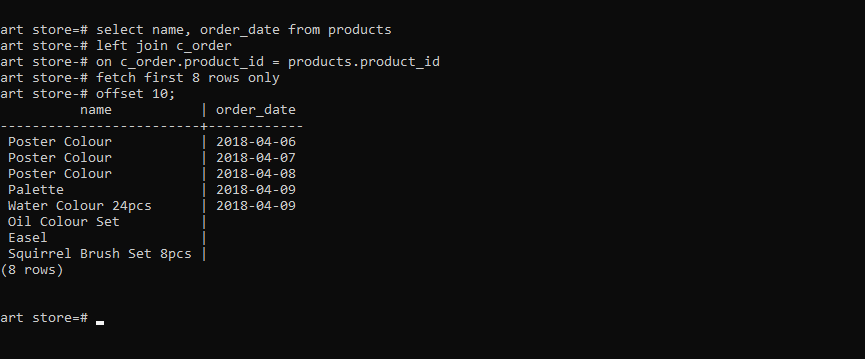 art store=# select name, order_date from products
art store-# left join c_order
art store-# on c_order.product_id = products.product_id
art store-# fetch first 8 rows only
art store-# offset 10;
          name           | order_date
-------------------------+------------
 Poster Colour           | 2018-04-06
 Poster Colour           | 2018-04-07
 Poster Colour           | 2018-04-08
 Palette                 | 2018-04-09
 Water Colour 24pcs      | 2018-04-09
 Oil Colour Set          |
 Easel                   |
 Squirrel Brush Set 8pcs |
(8 rows)
art store=#